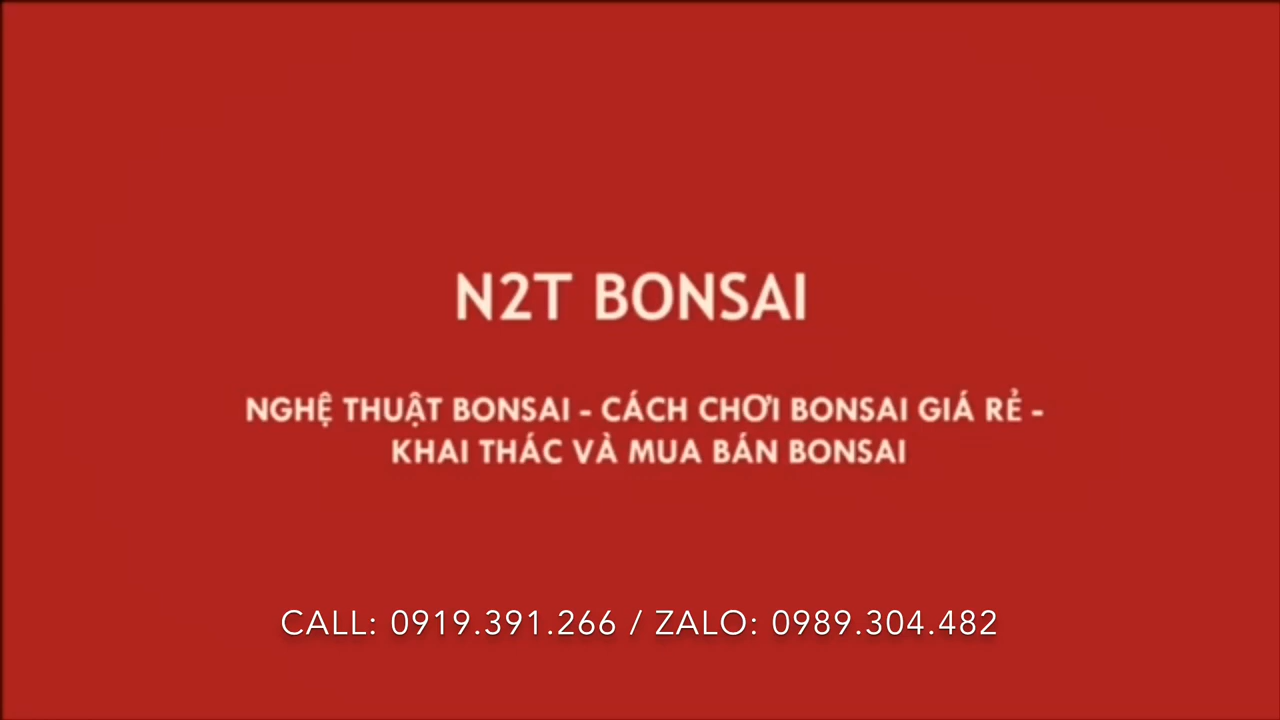 N2T BONSAI
NGHỆ THUẬT BONSAI - CÁCH CHƠI BONSAI GIÁ RẺ -
KHAI THÁC VÀ MUA BÁN BONSAI
CALL: 0919.391.266 / ZALO: 0989.304.482